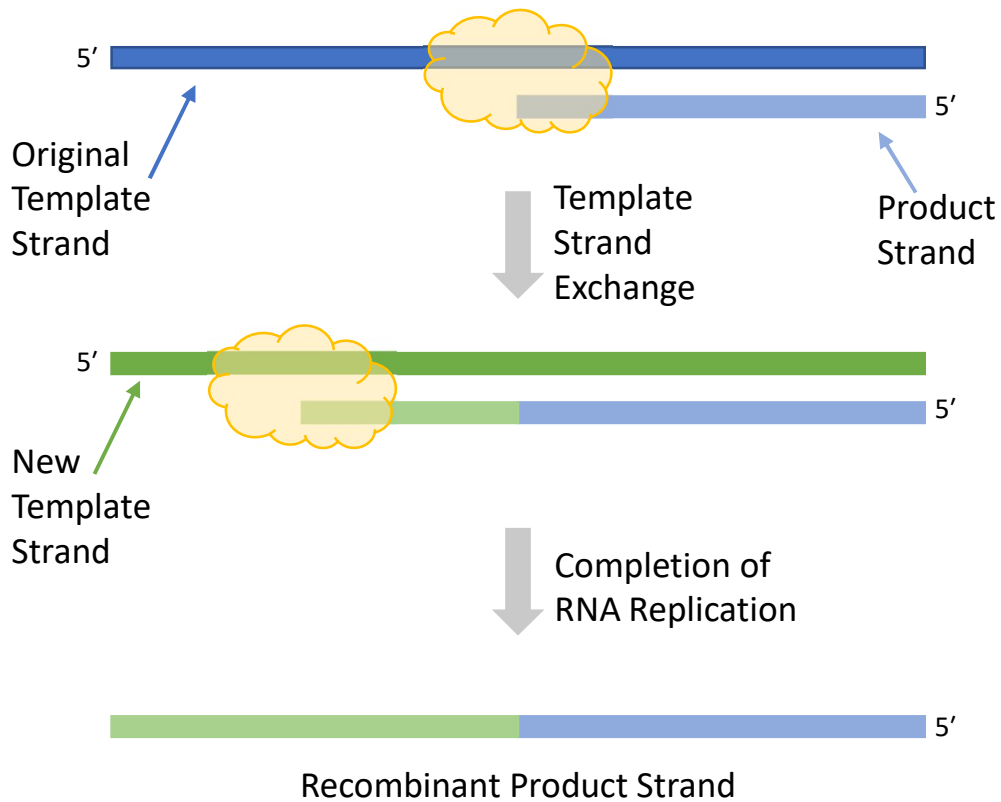 5′
5′
Original
Template
Strand
Template
Strand
Exchange
Product
Strand
5′
5′
New
Template
Strand
Completion of
RNA Replication
5′
Recombinant Product Strand